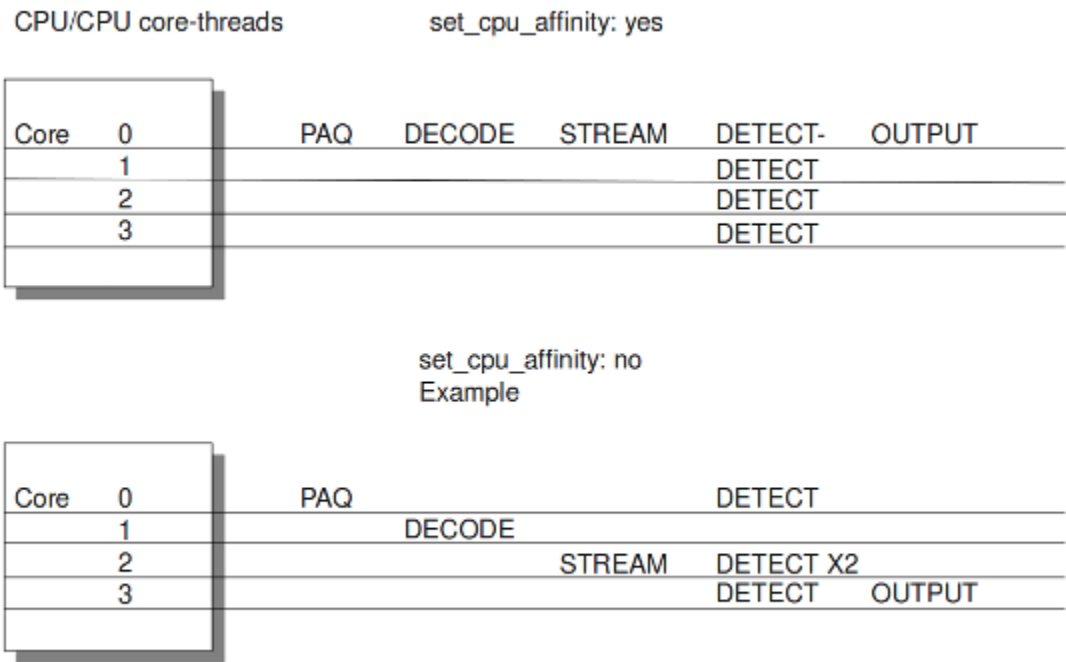 CPU/CPU core-threads set_cpu_affinity: yes
Core 0 PAQ DECODE STREAM DETECT- OUTPUT
1 DETECT
2 DETECT
3 DETECT
set_cpu_affinity: no
Example
Core 0 PAQ DETECT
1 DECODE
2 STREAM DETECT X2
3 DETECT OUTPUT